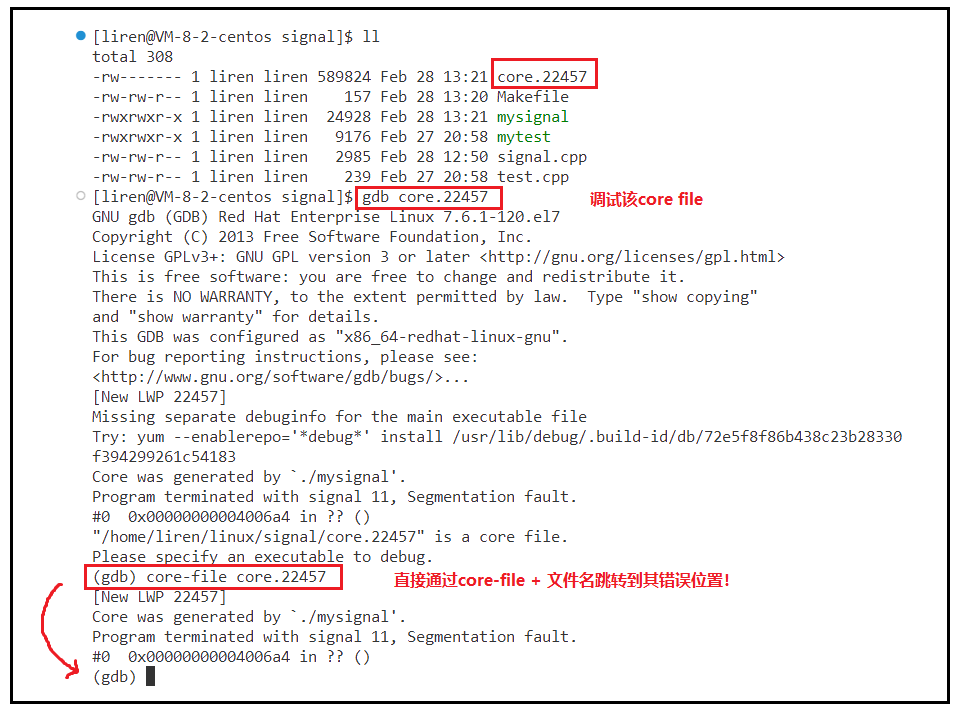 [liren@VM-8-2-centos signal]$ ll
total 308
-rw------- 1 liren liren 589824 Feb 28 13:21 core.22457
-rw-rw-r-- 1 liren liren    157 Feb 28 13:20 Makefile
-rwxrwxr-x 1 liren liren  24928 Feb 28 13:21 mysignal
-rwxrwxr-x 1 liren liren   9176 Feb 27 20:58 mytest
-rw-rw-r-- 1 liren liren   2985 Feb 28 12:50 signal.cpp
-rw-rw-r-- 1 liren liren    239 Feb 27 20:58 test.cpp
[liren@VM-8-2-centos signal]$ gdb core.22457 调试该core file
GNU gdb (GDB) Red Hat Enterprise Linux 7.6.1-120.el7
Copyright (C) 2013 Free Software Foundation, Inc.
License GPLv3+: GNU GPL version 3 or later <http://gnu.org/licenses/gpl.html>
This is free software: you are free to change and redistribute it.
There is NO WARRANTY, to the extent permitted by law.  Type "show copying"
and "show warranty" for details.
This GDB was configured as "x86_64-redhat-linux-gnu".
For bug reporting instructions, please see:
<http://www.gnu.org/software/gdb/bugs/>...
[New LWP 22457]
Missing separate debuginfo for the main executable file
Try: yum --enablerepo='*debug*' install /usr/lib/debug/.build-id/db/72e5f8f86b438c23b28330
f394299261c54183
Core was generated by `./mysignal'.
Program terminated with signal 11, Segmentation fault.
#0  0x00000000004006a4 in ?? ()
"/home/liren/linux/signal/core.22457" is a core file.
Please specify an executable to debug.
(gdb) core-file core.22457 直接通过core-file + 文件名跳转到其错误位置!
[New LWP 22457]
Core was generated by `./mysignal'.
Program terminated with signal 11, Segmentation fault.
#0  0x00000000004006a4 in ?? ()
(gdb)